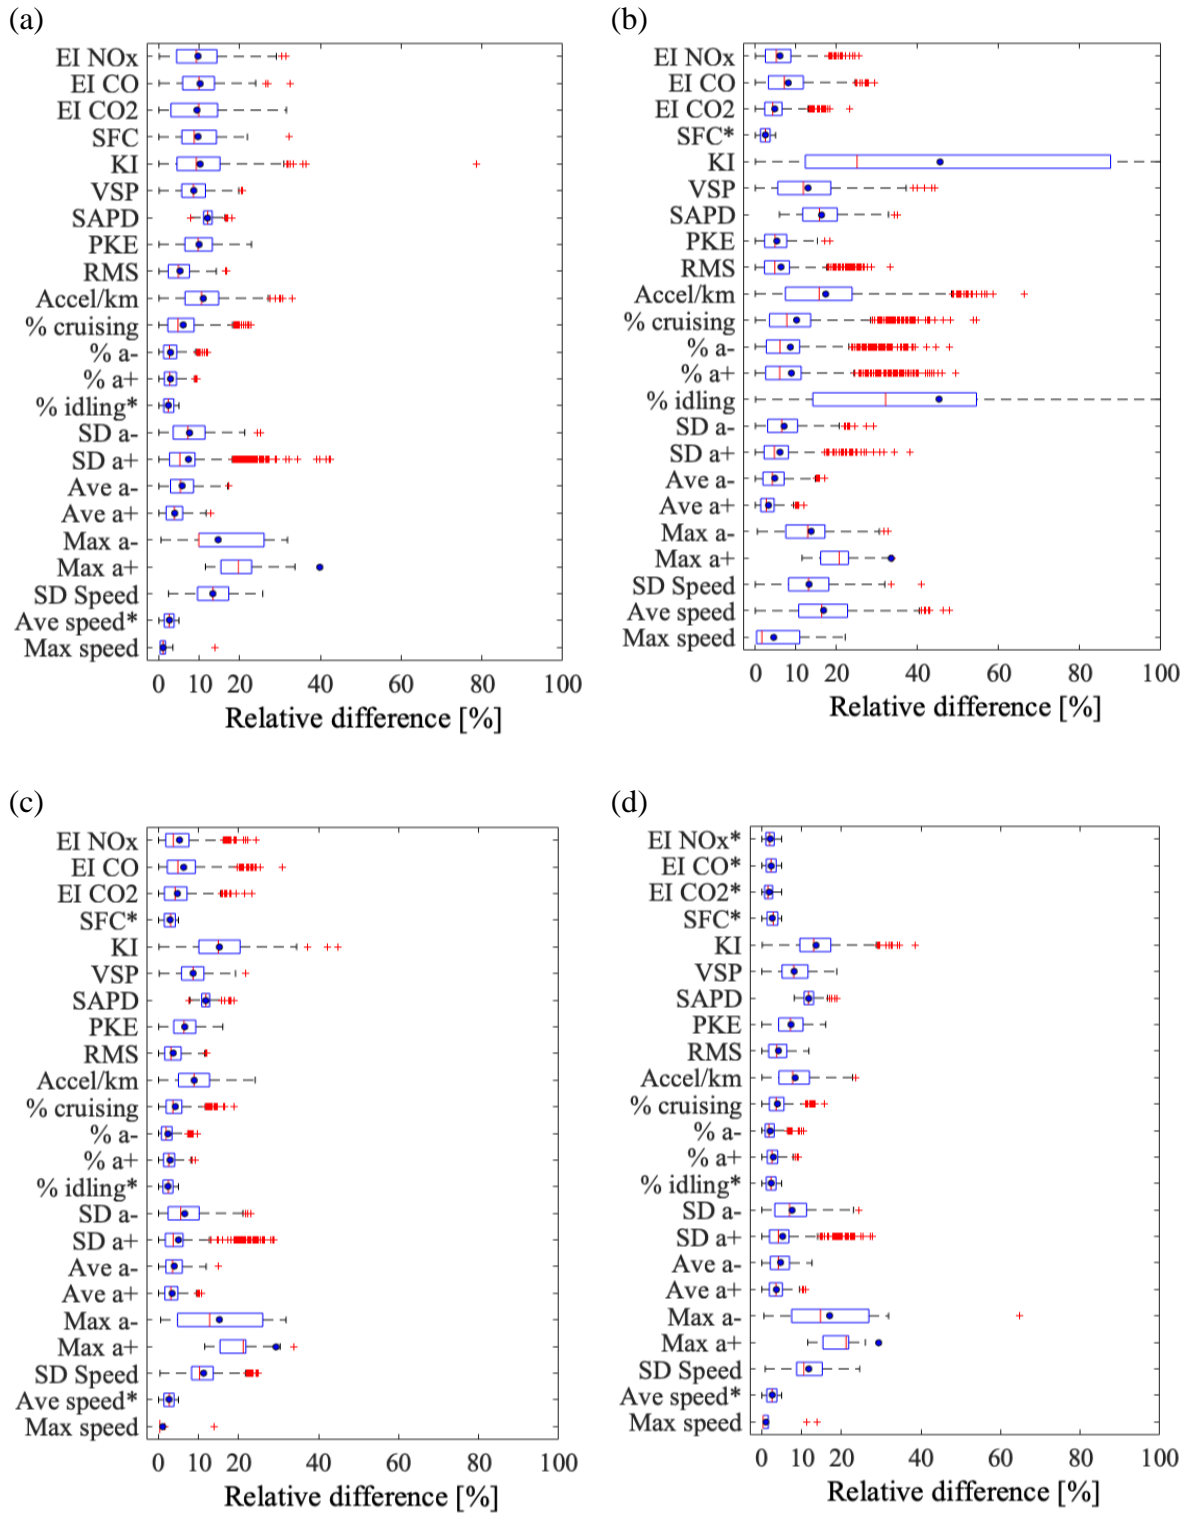 (a)
EI NOx
EI CO
EI CO2
SFC
KI
VSP
SAPD
PKE
RMS
Accel/km
% cruising
% a-
% a+
% idling*
SD a-
SD a+
Ave a-
Ave a+
Max a-
Max a+
SD Speed
Ave speed*
Max speed
0 10 20 40 60 80 100
Relative difference [%]
(b)
EI NOx
EI CO
EI CO2
SFC*
KI
VSP
SAPD
PKE
RMS
Accel/km
% cruising
% a-
% a+
% idling
SD a-
SD a+
Ave a-
Ave a+
Max a-
Max a+
SD Speed
Ave speed
Max speed
0 10 20 40 60 80 100
Relative difference [%]
(c)
EI NOx
EI CO
EI CO2
SFC*
KI
VSP
SAPD
PKE
RMS
Accel/km
% cruising
% a-
% a+
% idling*
SD a-
SD a+
Ave a-
Ave a+
Max a-
Max a+
SD Speed
Ave speed*
Max speed
0 10 20 40 60 80 100
Relative difference [%]
(d)
EI NOx*
EI CO*
EI CO2*
SFC*
KI
VSP
SAPD
PKE
RMS
Accel/km
% cruising
% a-
% a+
% idling*
SD a-
SD a+
Ave a-
Ave a+
Max a-
Max a+
SD Speed
Ave speed*
Max speed
0 10 20 40 60 80 100
Relative difference [%]